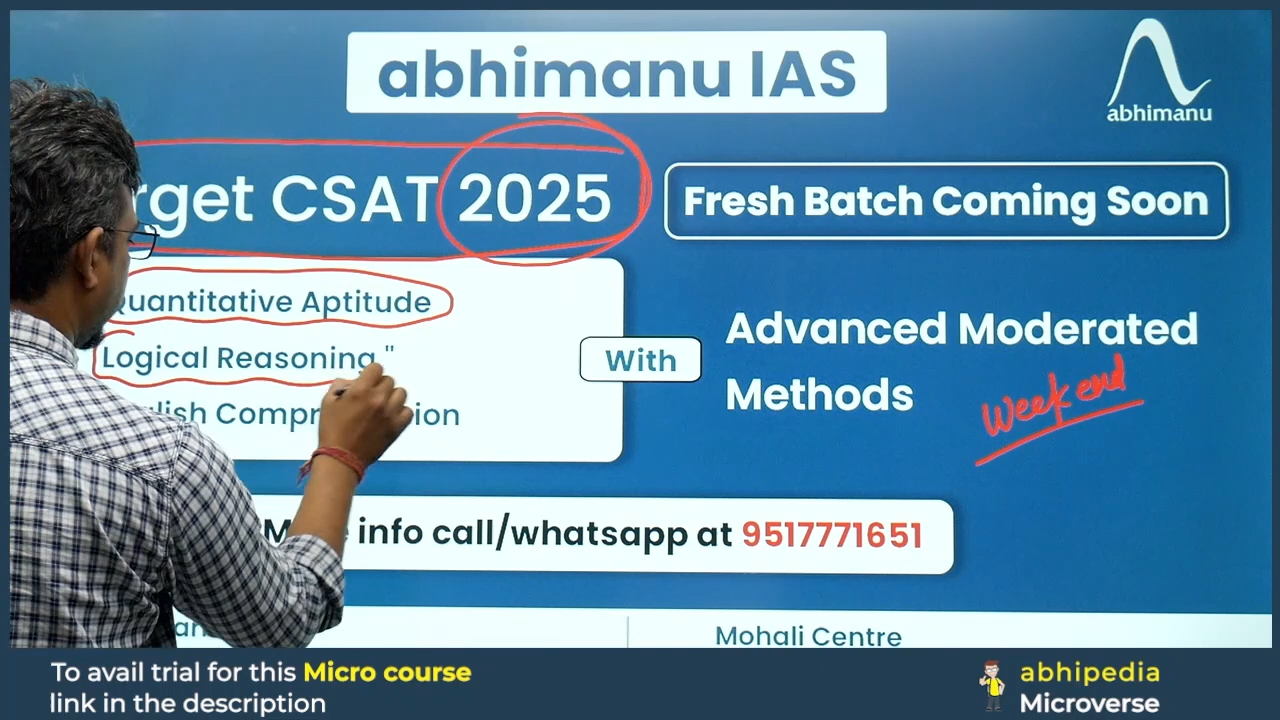 abhimanu IAS
abhimanu
rget CSAT 2025
Fresh Batch Coming Soon
Quantitative Aptitude
Logical Reasoning "
With
Advanced Moderated
Methods
Week end
info call/whatsapp at 9517771651
Mohali Centre
To avail trial for this Micro course
link in the description
abhipedia
Microverse